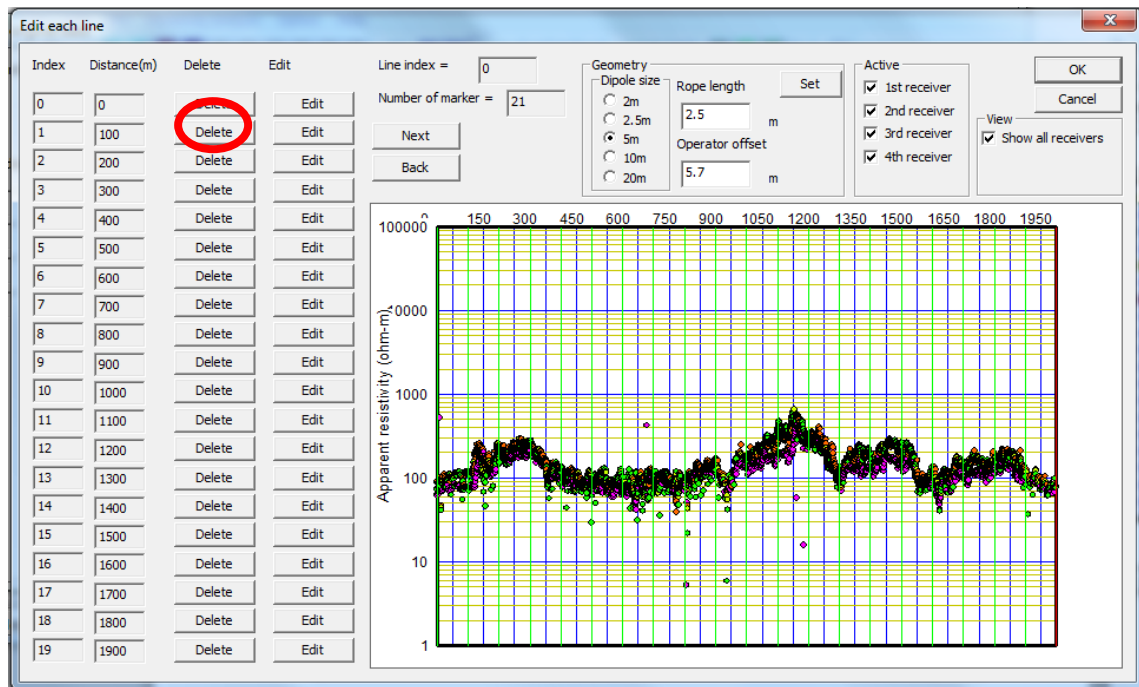 Edit each line
Index Distance(m) Delete Edit
0 0 Delete Edit
1 100 Delete Edit
2 200 Delete Edit
3 300 Delete Edit
4 400 Delete Edit
5 500 Delete Edit
6 600 Delete Edit
7 700 Delete Edit
8 800 Delete Edit
9 900 Delete Edit
10 1000 Delete Edit
11 1100 Delete Edit
12 1200 Delete Edit
13 1300 Delete Edit
14 1400 Delete Edit
15 1500 Delete Edit
16 1600 Delete Edit
17 1700 Delete Edit
18 1800 Delete Edit
19 1900 Delete Edit
Line index = 0
Number of marker = 21
Next
Back
Geometry
Dipole size
2m
2.5m
5m
10m
20m
Rope length
Set
2.5 m
Operator offset
5.7 m
Active
1st receiver
2nd receiver
3rd receiver
4th receiver
OK
Cancel
View
Show all receivers
0 150 300 450 600 750 900 1050 1200 1350 1500 1650 1800 1950
100000
10000
1000
100
10
1
Apparent resistivity (ohm-m)